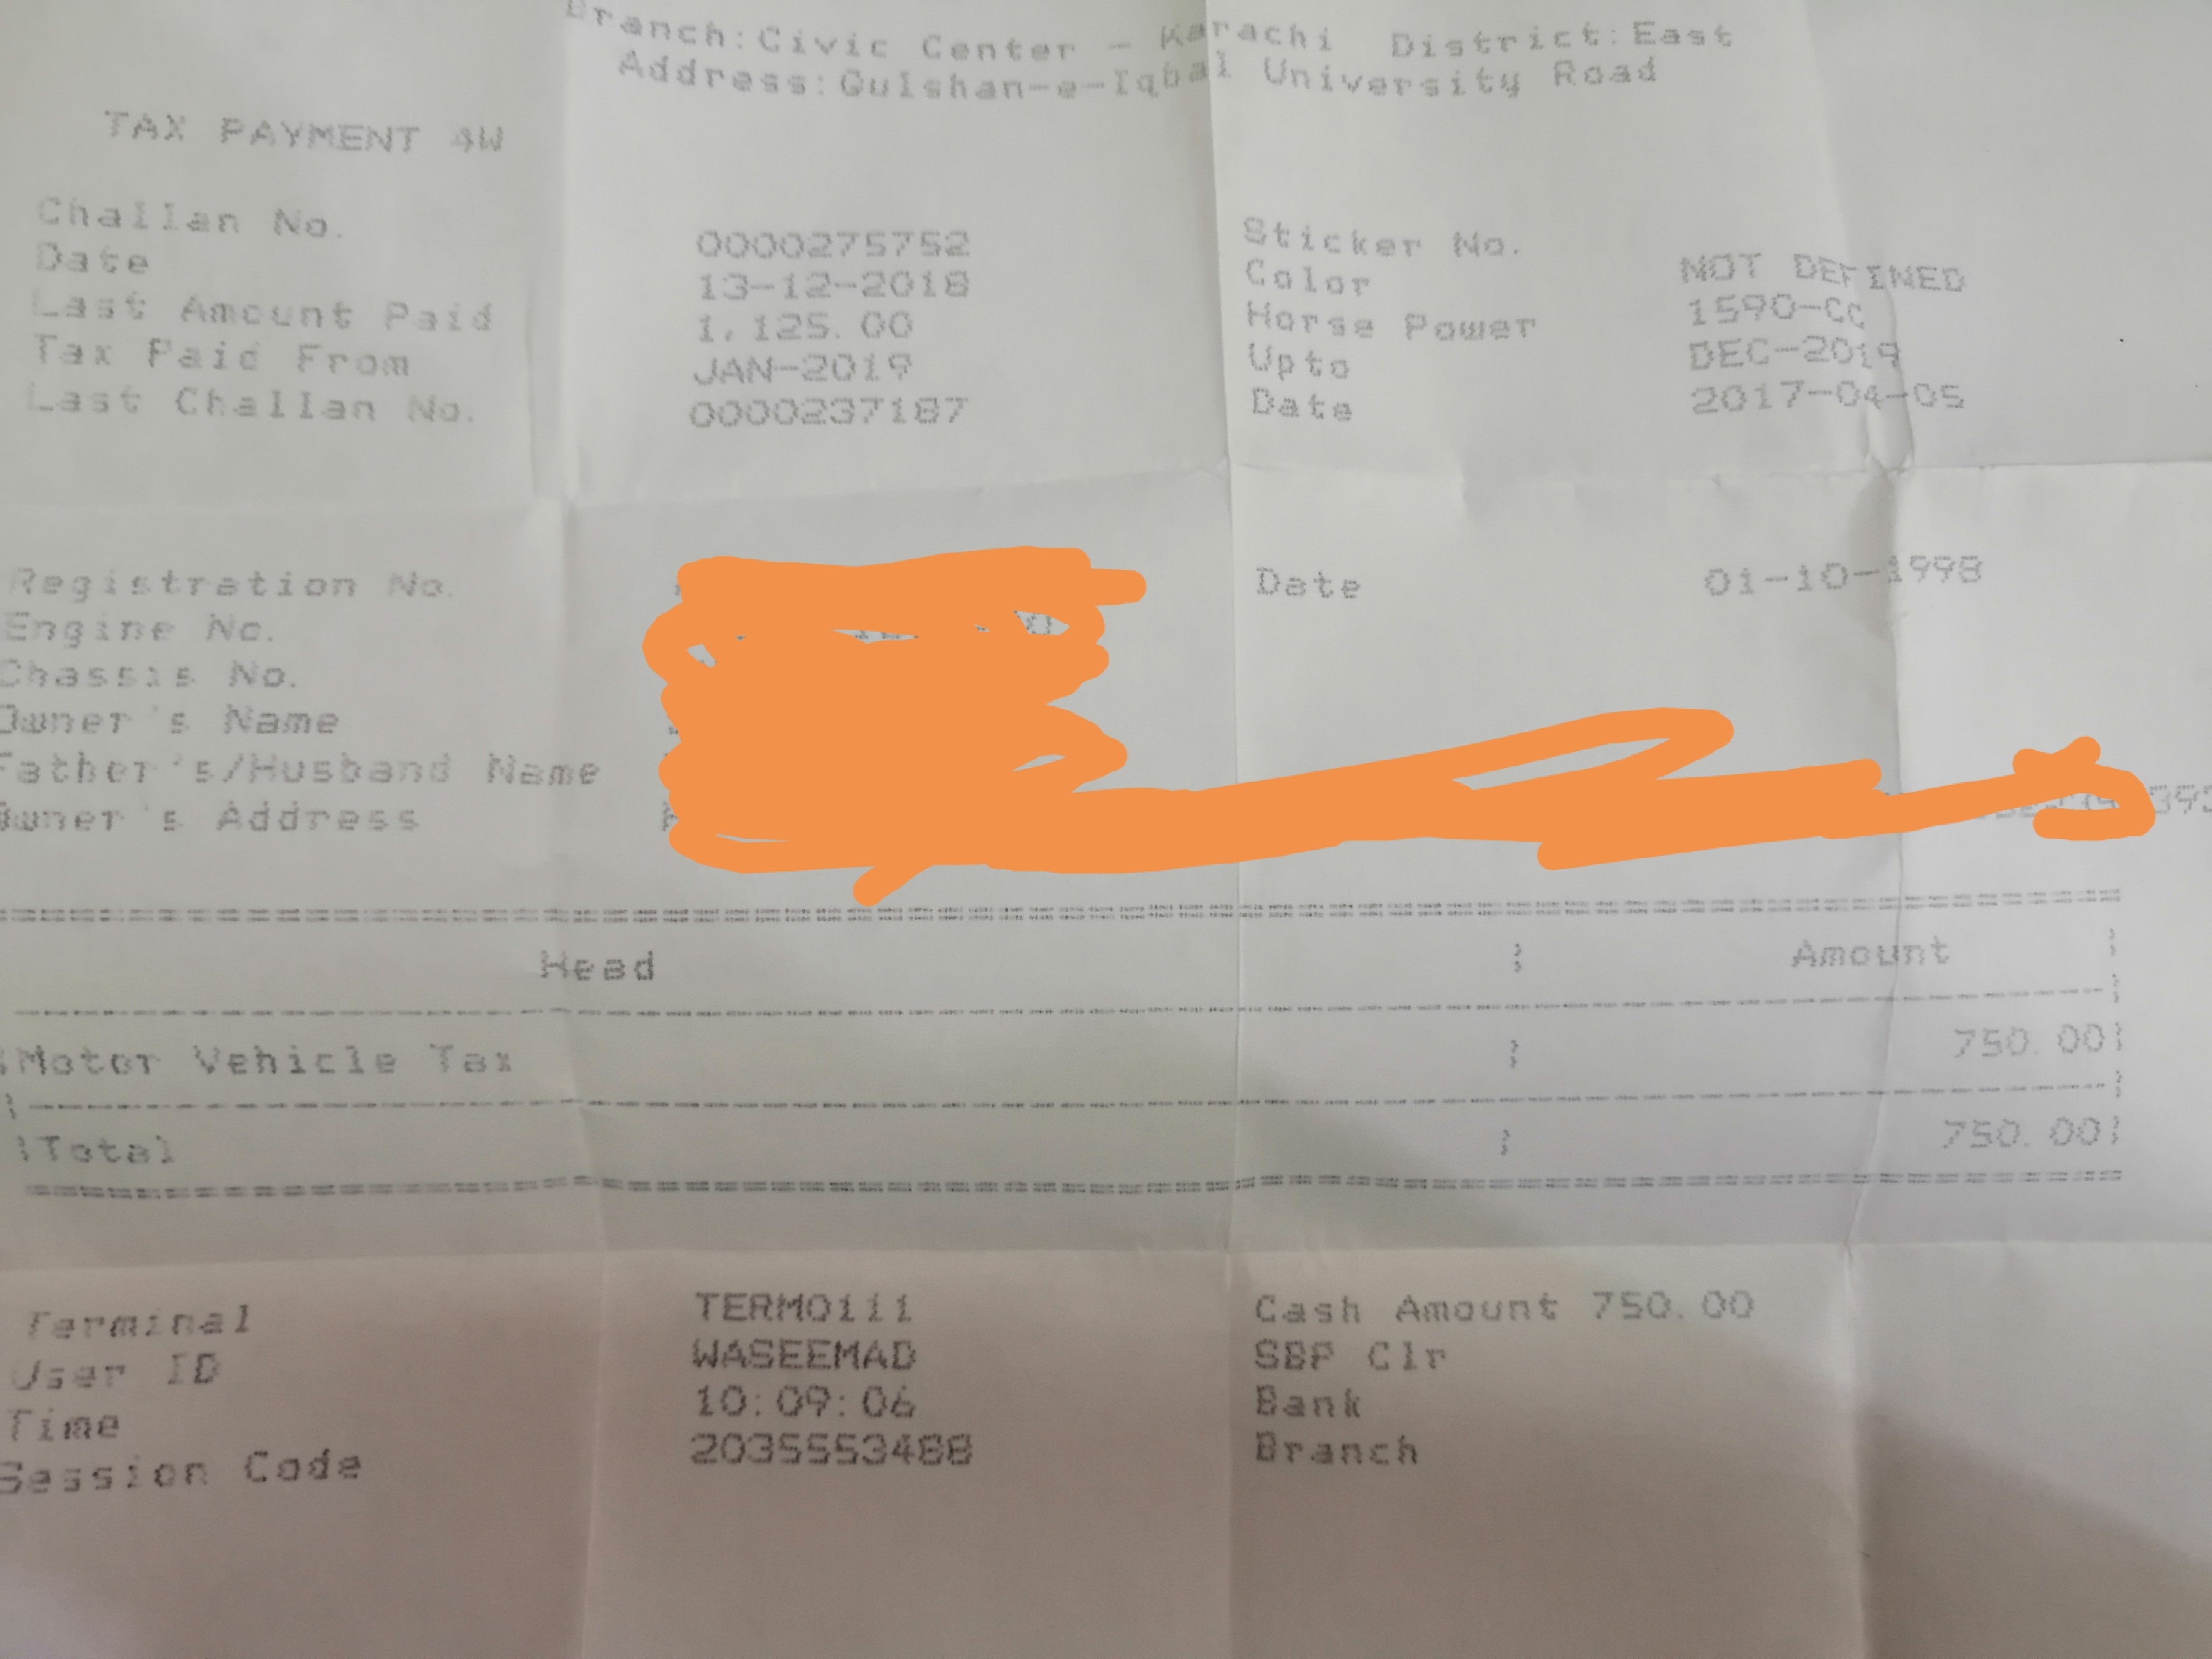 Branch:Civic Center - Karachi District:East
Address:Gulshan-e-Iqbal University Road
TAX PAYMENT 4W
Challan No. 0000275752 Sticker No.
Date 13-12-2018 Color NOT DEFINED
Last Amount Paid 1,125.00 Horse Power 1590-CC
Tax Paid From JAN-2019 Upto DEC-2019
Last Challan No. 0000237187 Date 2017-04-05
Registration No. Date 01-10-1998
Engine No.
Chassis No.
Owner's Name
Father's/Husband Name
Owner's Address
Head Amount
Motor Vehicle Tax 750.00
Total 750.00
Terminal TERM0111 Cash Amount 750.00
User ID WASEEMAD SBP Clr
Time 10:09:06 Bank
Session Code 2035553488 Branch